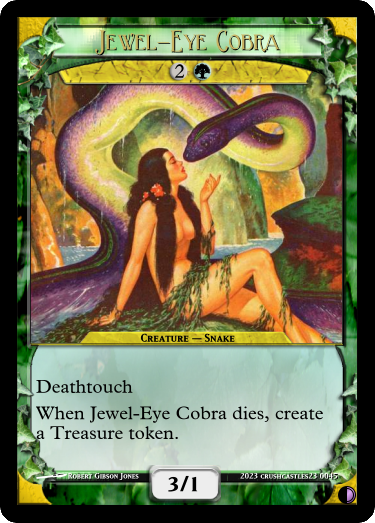 Jewel-Eye Cobra
2
Creature — Snake
Deathtouch
When Jewel-Eye Cobra dies, create
a Treasure token.
Robert Gibson Jones
2023 crushcastles23 0045
3/1